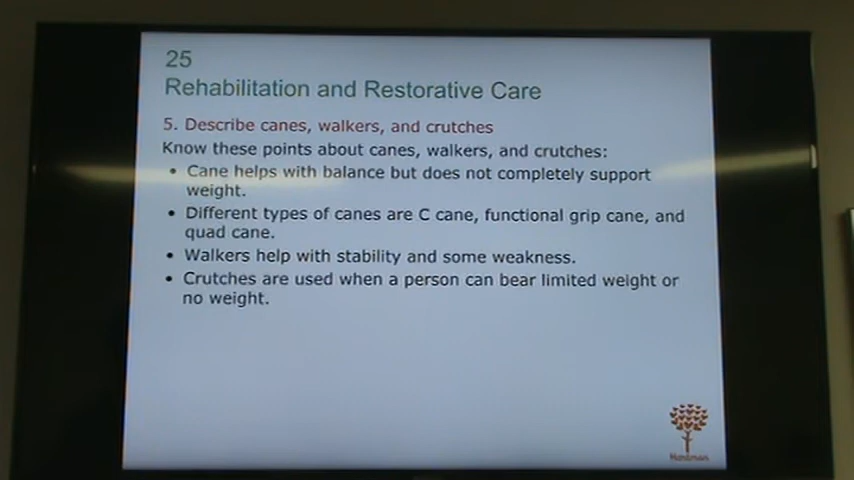 25
Rehabilitation and Restorative Care
5. Describe canes, walkers, and crutches
Know these points about canes, walkers, and crutches:
• Cane helps with balance but does not completely support
weight.
• Different types of canes are C cane, functional grip cane, and
quad cane.
• Walkers help with stability and some weakness.
• Crutches are used when a person can bear limited weight or
no weight.
Hartman